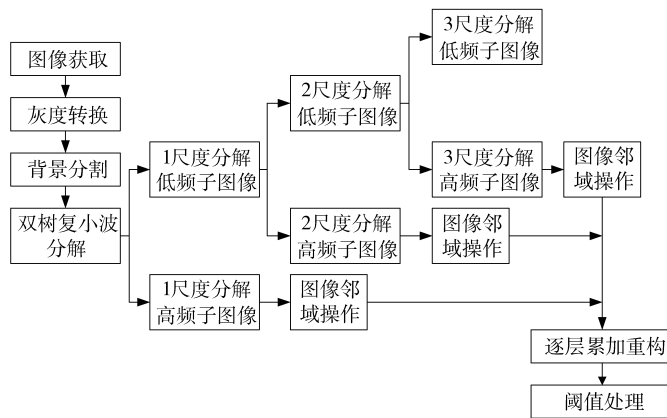 图像获取
灰度转换
背景分割
双树复小波
分解
1尺度分解
低频子图像
1尺度分解
高频子图像
2尺度分解
低频子图像
2尺度分解
高频子图像
图像邻
域操作
3尺度分解
低频子图像
3尺度分解
高频子图像
图像邻
域操作
图像邻
域操作
逐层累加重构
阈值处理